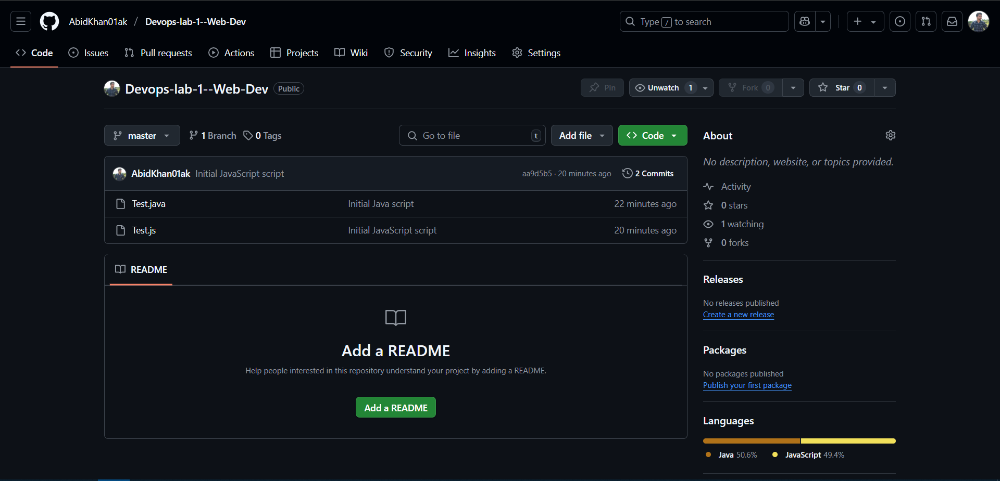 AbidKhan01ak / Devops-lab-1--Web-Dev
Type / to search
Code Issues Pull requests Actions Projects Wiki Security Insights Settings
Devops-lab-1--Web-Dev Public
Pin Unwatch 1 Fork 0 Star 0
master 1 Branch 0 Tags
Go to file t
Add file Code
AbidKhan01ak Initial JavaScript script aa9d5b5 · 20 minutes ago 2 Commits
Test.java Initial Java script 22 minutes ago
Test.js Initial JavaScript script 20 minutes ago
README
Add a README
Help people interested in this repository understand your project by adding a README.
Add a README
About
No description, website, or topics provided.
Activity
0 stars
1 watching
0 forks
Releases
No releases published
Create a new release
Packages
No packages published
Publish your first package
Languages
Java 50.6% JavaScript 49.4%